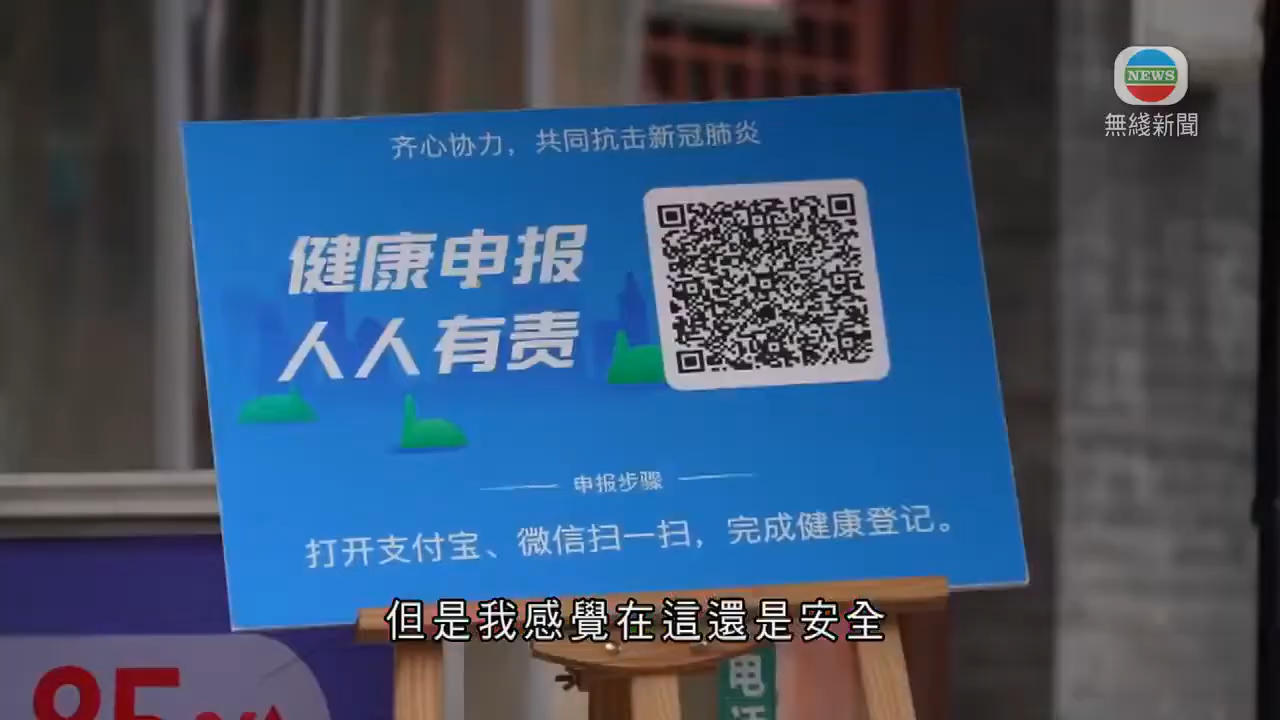 NEWS
無綫新聞
齐心协力，共同抗击新冠肺炎
健康申报
人人有责
申报步骤
打开支付宝、微信扫一扫，完成健康登记。
但是我感覺在這還是安全
电